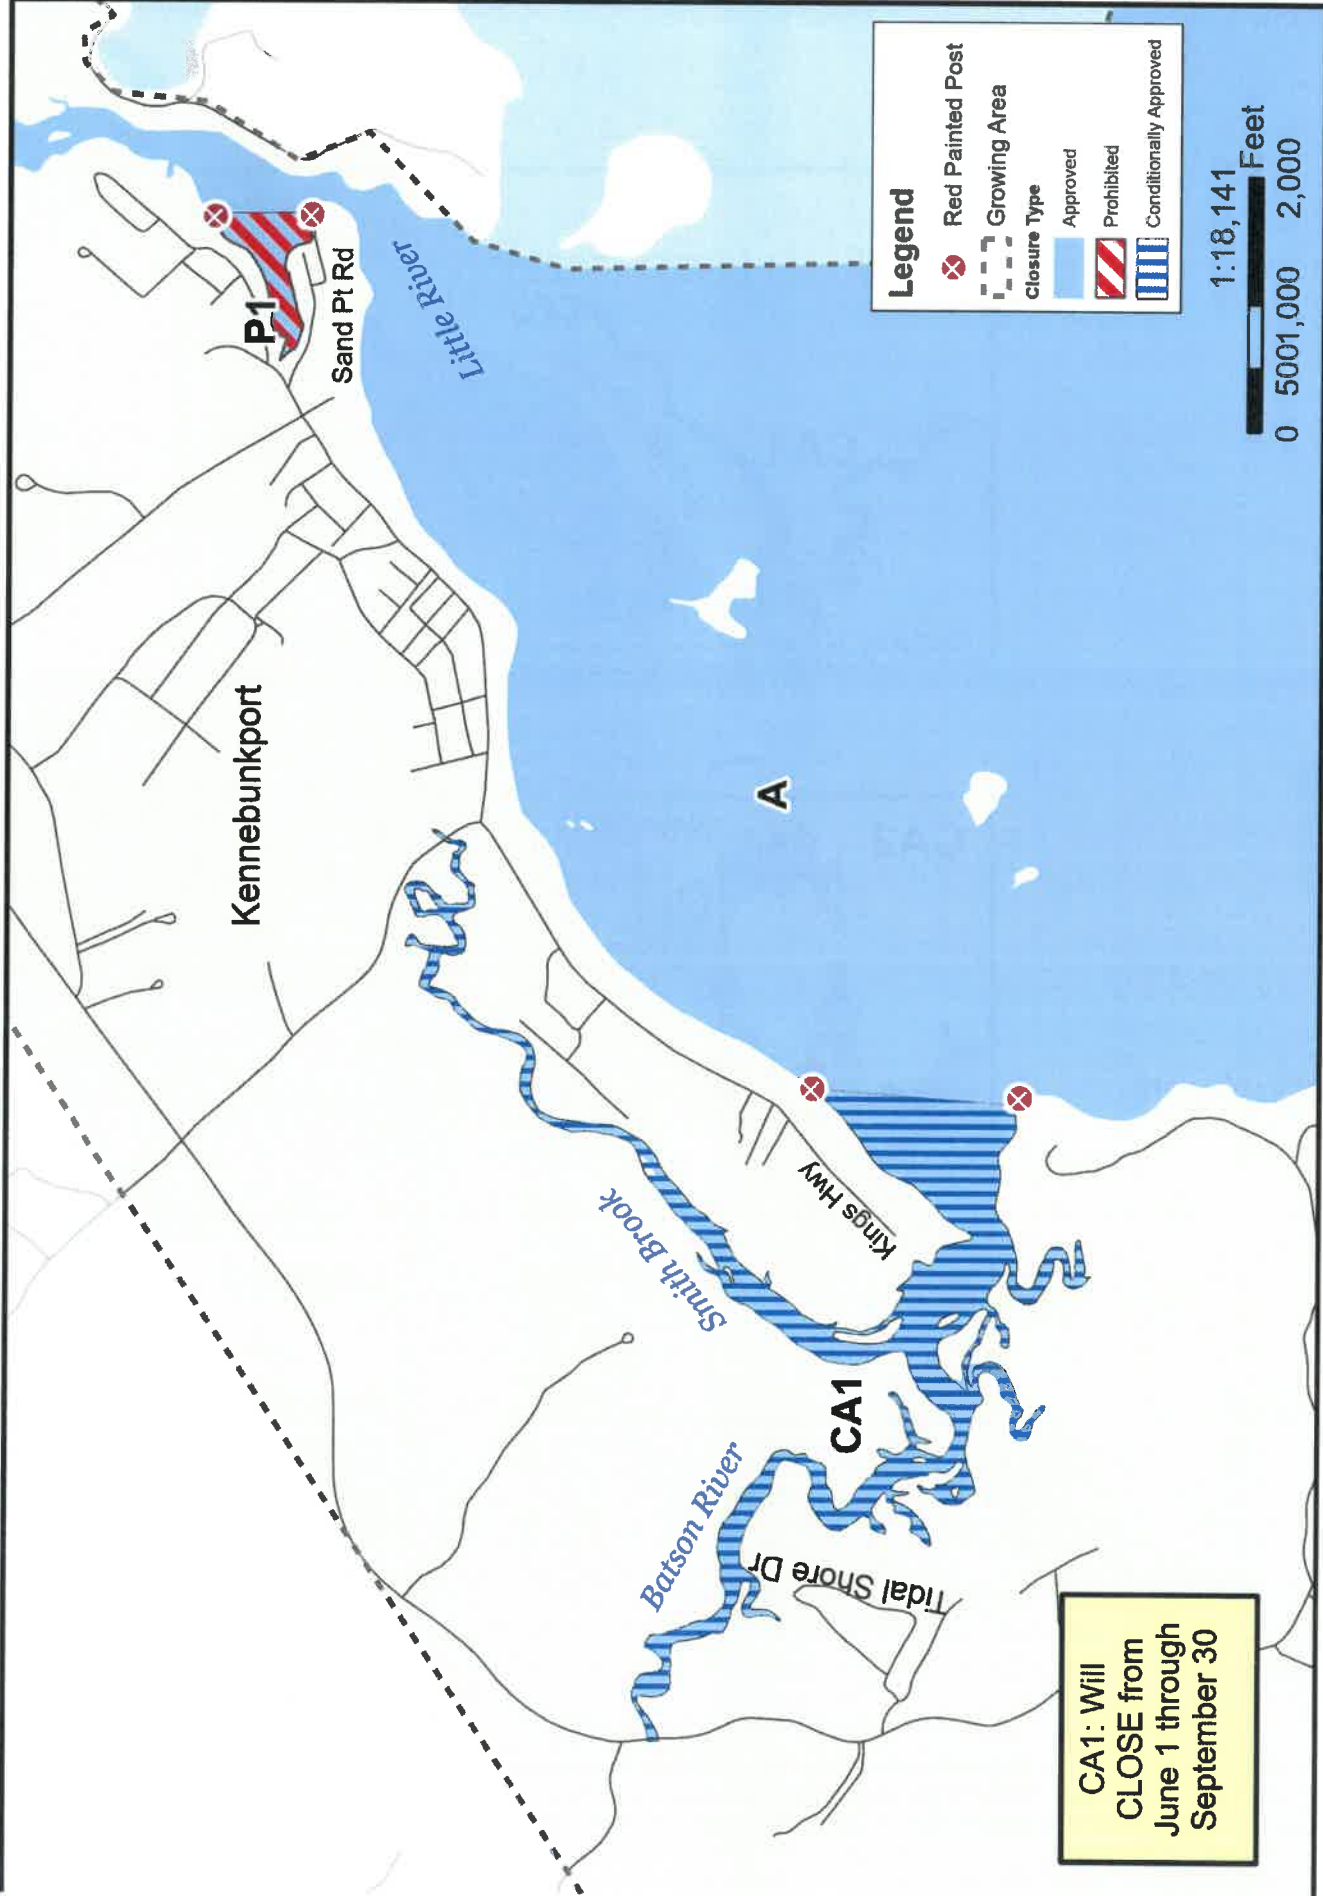 P1
Sand Pt Rd
Little River
Kennebunkport
A
Smith Brook
Kings Hwy
CA1
Batson River
Tidal Shore Dr
Legend
Red Painted Post
Growing Area
Closure Type
Approved
Prohibited
Conditionally Approved
1:18,141
Feet
0 5001,000 2,000
CA1: Will
CLOSE from
June 1 through
September 30